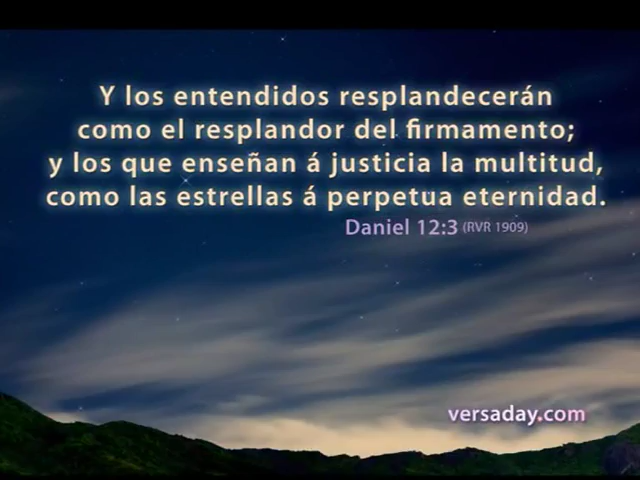 Y los entendidos resplandecerán
como el resplandor del firmamento;
y los que enseñan á justicia la multitud,
como las estrellas á perpetua eternidad.
Daniel 12:3 (RVR 1909)
versaday.com